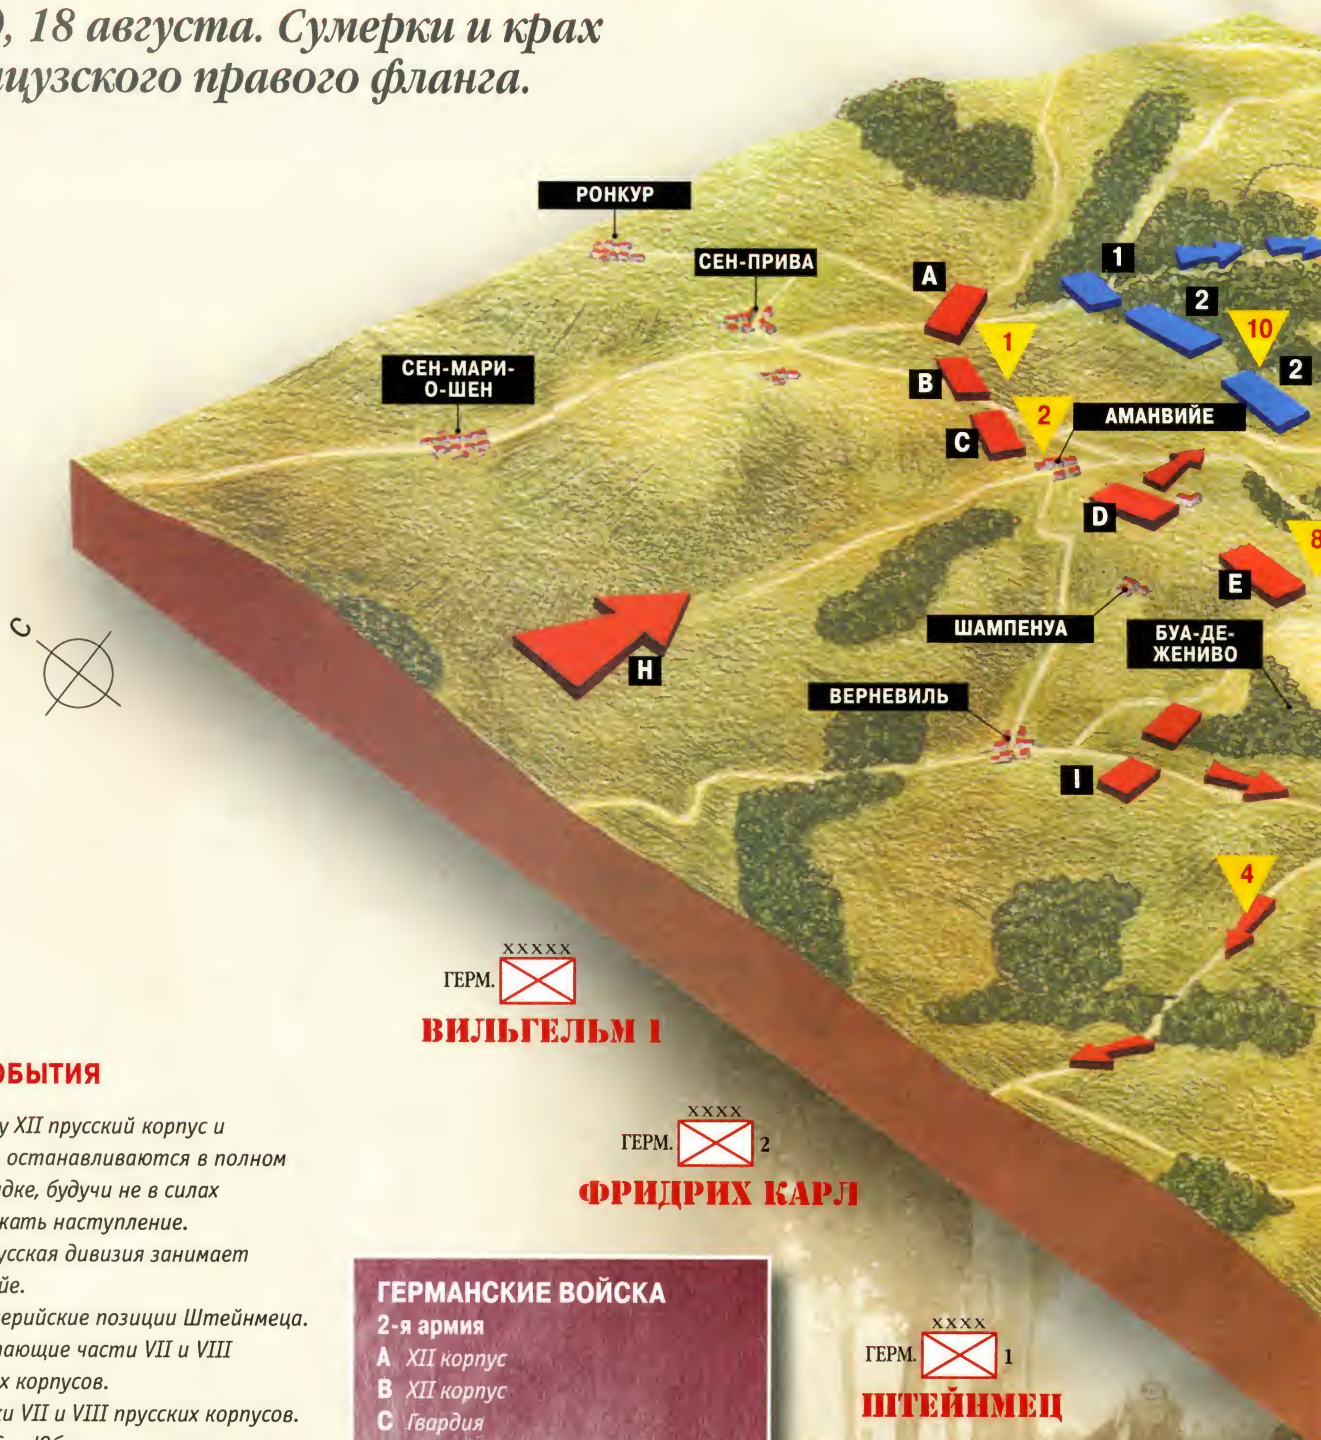 ), 18 августа. Сумерки и крах
цузского правого фланга.
РОНКУР
СЕН-ПРИВА
СЕН-МАРИ-
О-ШЕН
A
1
1
2
10
2
B
2
АМАНВИЙЕ
C
D
8
E
ШАМПЕНУА
БУА-ДЕ-
ЖЕНИВО
H
С
ВЕРНЕВИЛЬ
I
4
XXXXX
ГЕРМ.
ВИЛЬГЕЛЬМ 1
XXXX
ГЕРМ. 2
ФРИДРИХ КАРЛ
XXXX
ГЕРМ. 1
ШТЕЙНМЕЦ
ОБЫТИЯ
у XII прусский корпус и
останавливаются в полном
дке, будучи не в силах
жать наступление.
усская дивизия занимает
йе.
ерийские позиции Штейнмеца.
тающие части VII и VIII
х корпусов.
ки VII и VIII прусских корпусов.
ГЕРМАНСКИЕ ВОЙСКА
2-я армия
A XII корпус
B XII корпус
C Гвардия